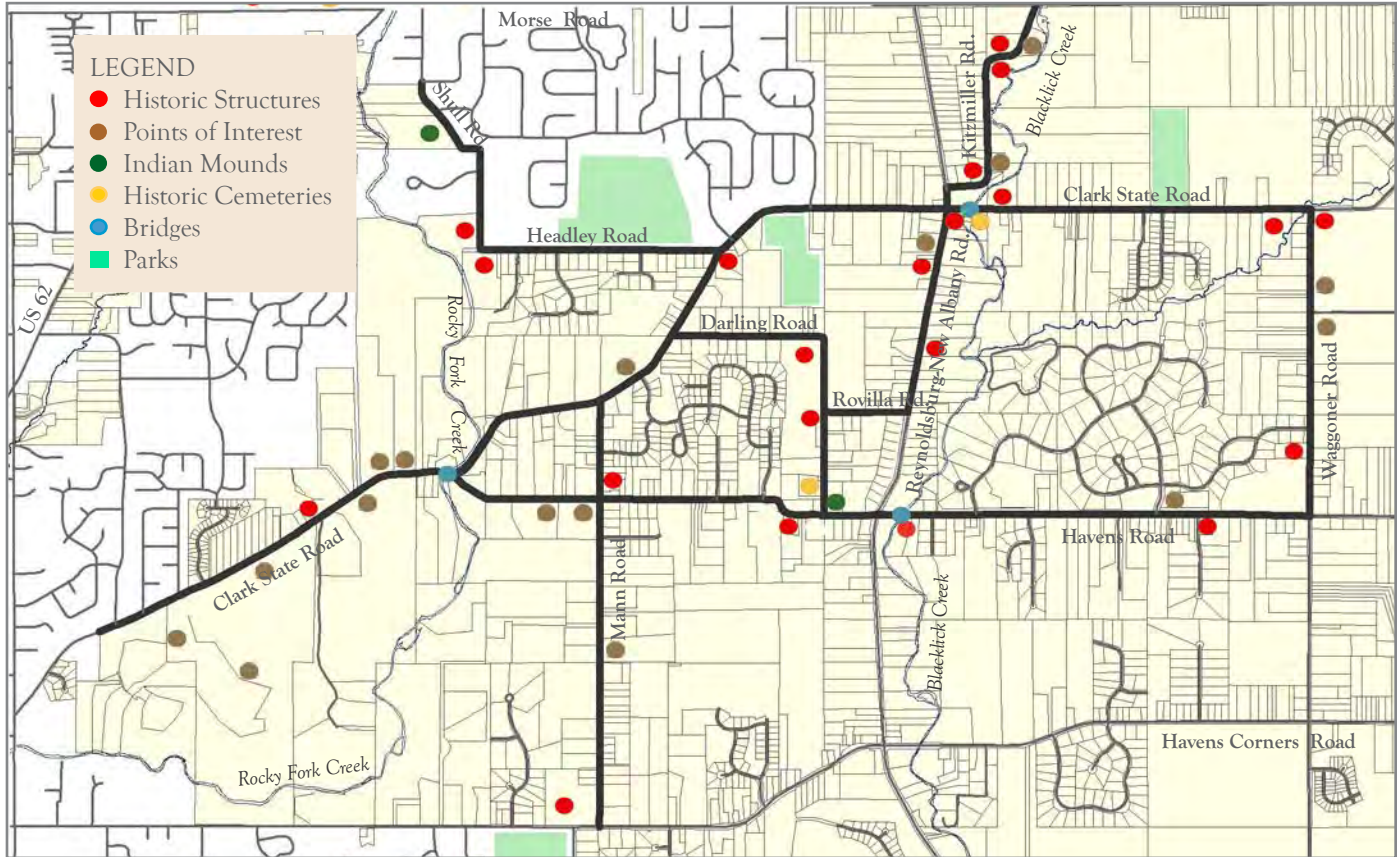 Morse Road
LEGEND
Historic Structures
Points of Interest
Indian Mounds
Historic Cemeteries
Bridges
Parks
Shull Rd.
Kitzmiller Rd.
Blacklick Creek
Clark State Road
Headley Road
US 62
Rocky Fork Creek
Darling Road
Reynoldsburg-New Albany Rd.
Rovilla Rd.
Waggoner Road
Clark State Road
Mann Road
Havens Road
Blacklick Creek
Rocky Fork Creek
Havens Corners Road